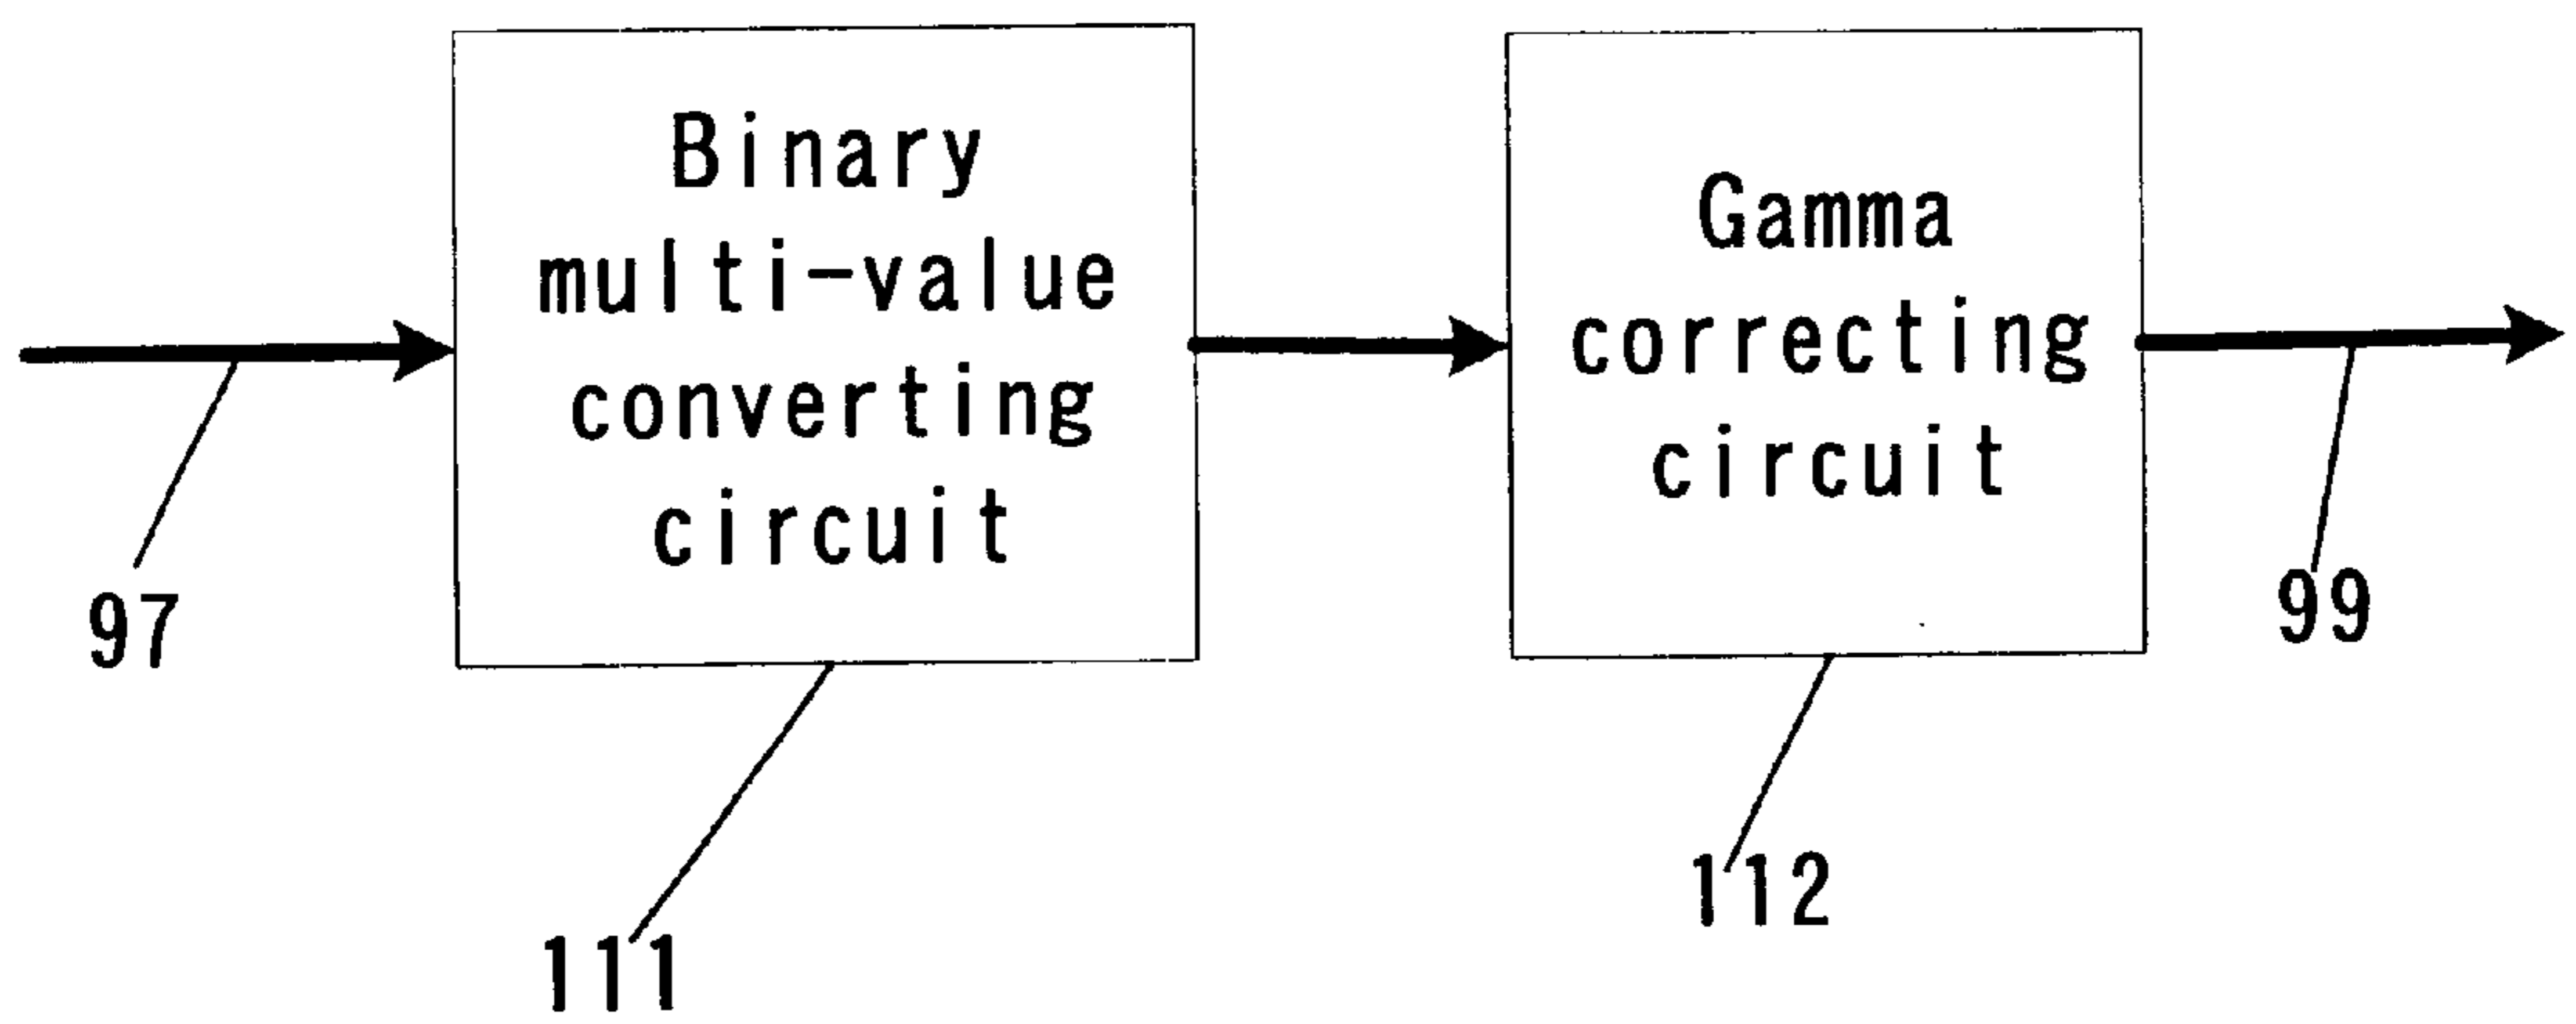 Binary
multi-value
converting
circuit
Gamma
correcting
circuit
97
99
111
112